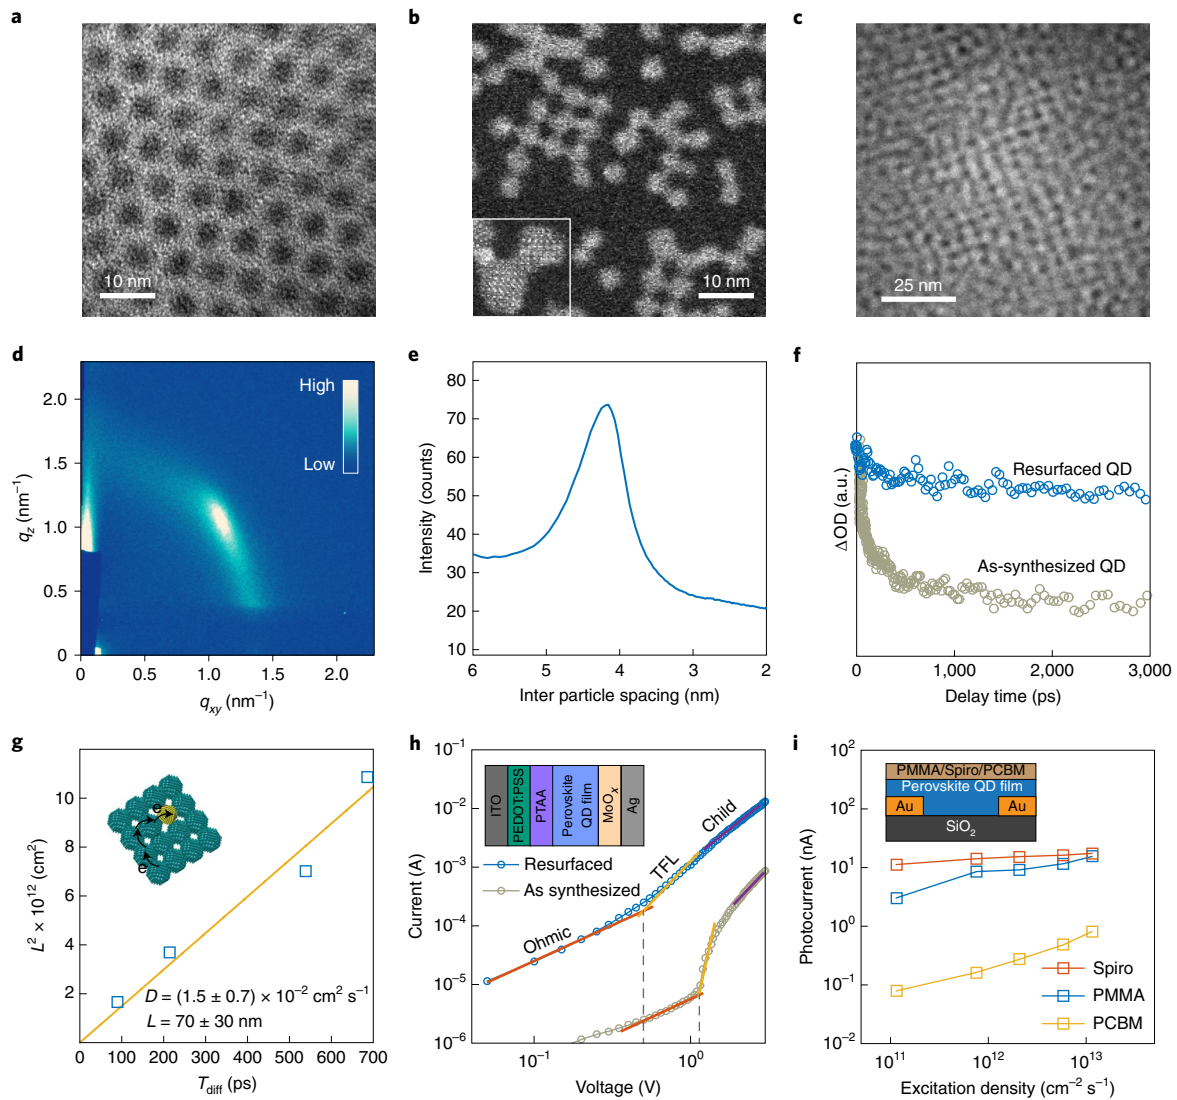 a
b
c
10 nm
10 nm
25 nm
d
e
f
High
Low
2.0
1.5
1.0
0.5
0
q_z (nm⁻¹)
0
0.5
1.0
1.5
2.0
q_xy (nm⁻¹)
80
70
60
50
40
30
20
10
Intensity (counts)
6
5
4
3
2
Inter particle spacing (nm)
ΔOD (a.u.)
Resurfaced QD
As-synthesized QD
0
1,000
2,000
3,000
Delay time (ps)
g
h
i
10
8
6
4
2
L² × 10¹² (cm²)
e
e
D = (1.5 ± 0.7) × 10⁻² cm² s⁻¹
L = 70 ± 30 nm
0
100
200
300
400
500
600
700
T_diff (ps)
10⁻¹
10⁻²
10⁻³
10⁻⁴
10⁻⁵
10⁻⁶
Current (A)
ITO
PEDOT:PSS
PTAA
Perovskite
QD film
MoOₓ
Ag
Resurfaced
As synthesized
Ohmic
TFL
Child
10⁻¹
10⁰
Voltage (V)
10²
10²
10¹
10⁰
10⁻¹
10⁻²
Photocurrent (nA)
PMMA/Spiro/PCBM
Perovskite QD film
Au
Au
SiO₂
Spiro
PMMA
PCBM
10¹¹
10¹²
10¹³
Excitation density (cm⁻² s⁻¹)